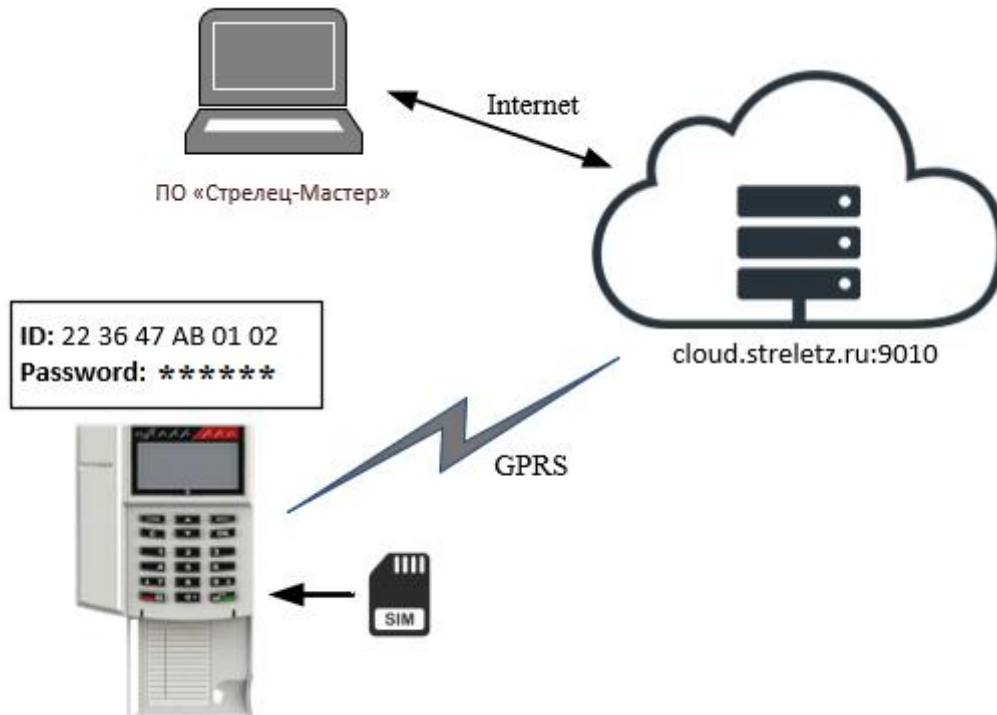 Internet
ПО «Стрелец-Мастер»
cloud.streletz.ru:9010
ID: 22 36 47 AB 01 02
Password: ******
GPRS
SIM